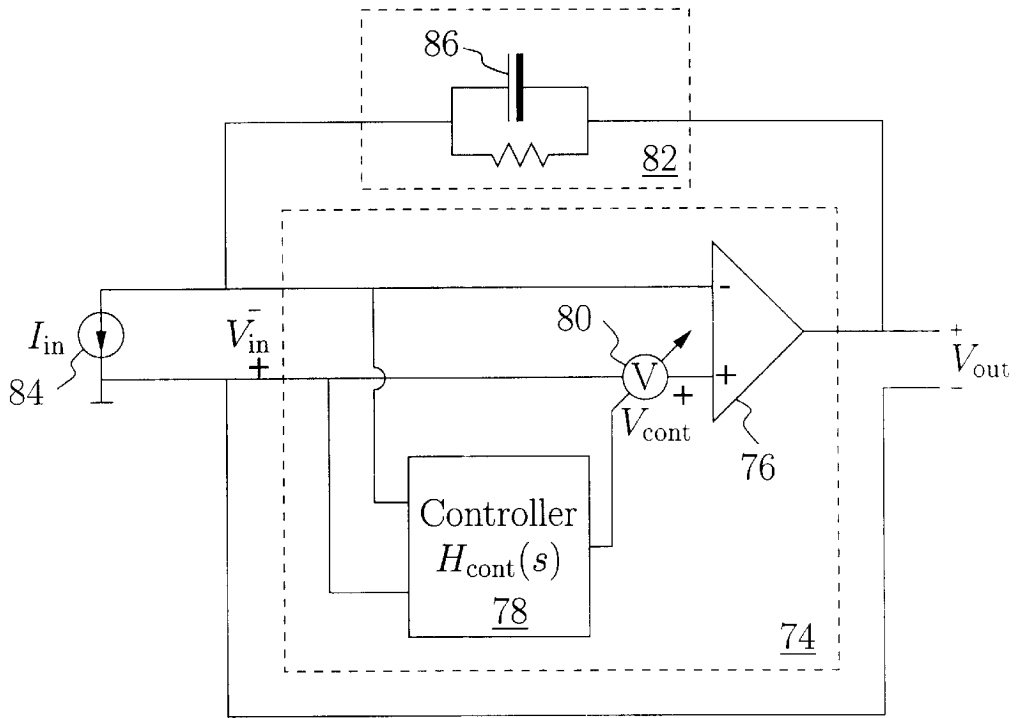 86
82
-
I_in
84
-
V_in
+
80
V
+
V_cont
+
76
+
V_out
-
Controller
H_cont(s)
78
74